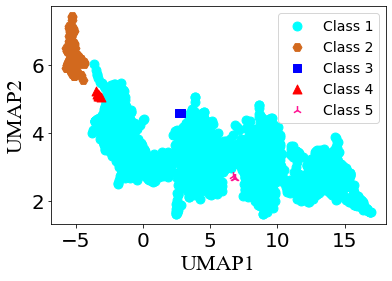 Class 1
Class 2
Class 3
Class 4
Class 5
UMAP2
6
4
2
−5 0 5 10 15
UMAP1